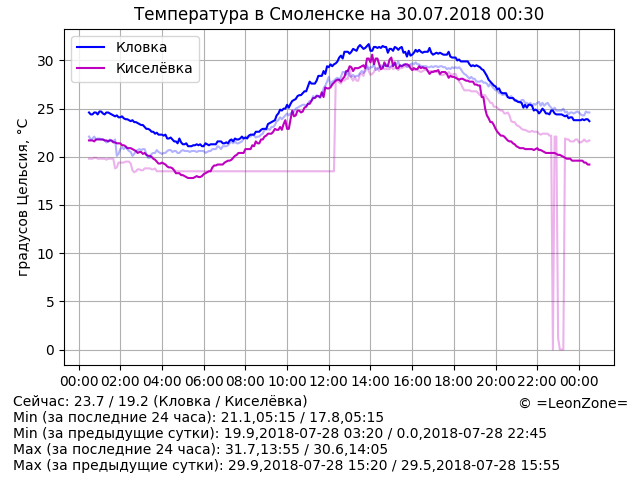 Температура в Смоленске на 30.07.2018 00:30
Кловка
Киселёвка
градусов Цельсия, °C
30
25
20
15
10
5
0
00:00 02:00 04:00 06:00 08:00 10:00 12:00 14:00 16:00 18:00 20:00 22:00 00:00
Сейчас: 23.7 / 19.2 (Кловка / Киселёвка)
© =LeonZone=
Min (за последние 24 часа): 21.1,05:15 / 17.8,05:15
Min (за предыдущие сутки): 19.9,2018-07-28 03:20 / 0.0,2018-07-28 22:45
Max (за последние 24 часа): 31.7,13:55 / 30.6,14:05
Max (за предыдущие сутки): 29.9,2018-07-28 15:20 / 29.5,2018-07-28 15:55